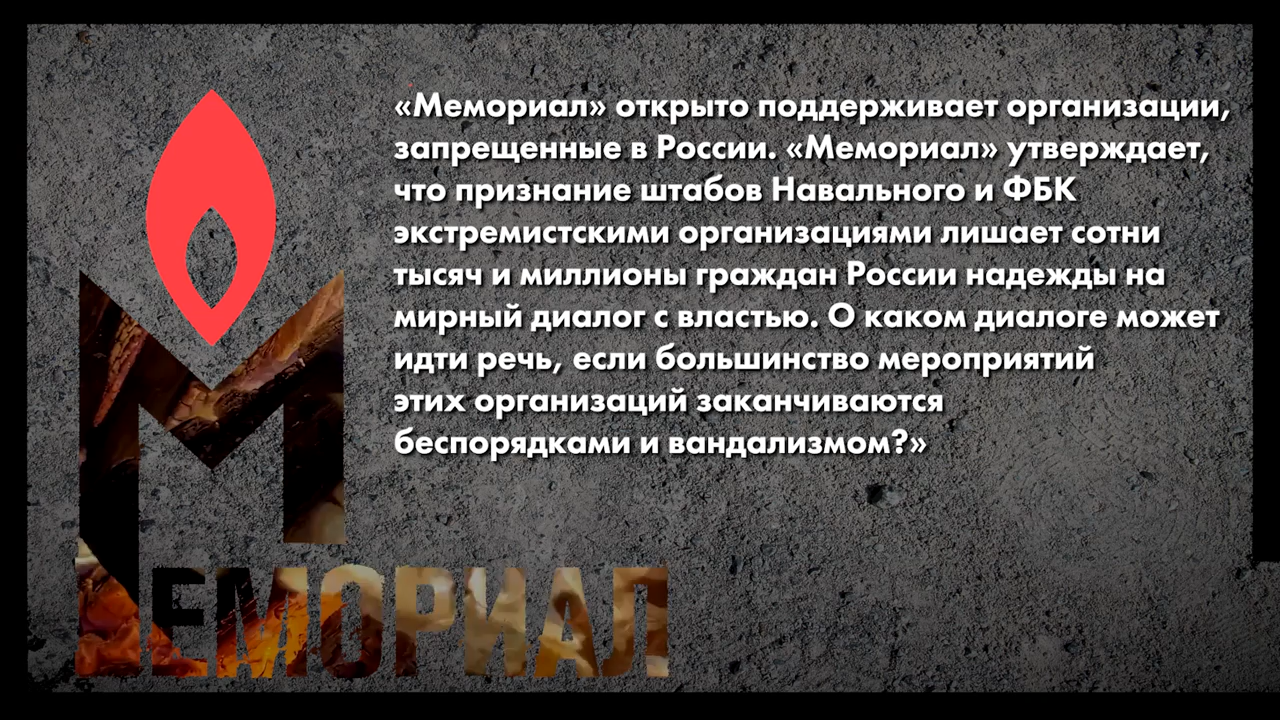 «Мемориал» открыто поддерживает организации,
запрещенные в России. «Мемориал» утверждает,
что признание штабов Навального и ФБК
экстремистскими организациями лишает сотни
тысяч и миллионы граждан России надежды на
мирный диалог с властью. О каком диалоге может
идти речь, если большинство мероприятий
этих организаций заканчиваются
беспорядками и вандализмом?»
М
МЕМОРИАЛ